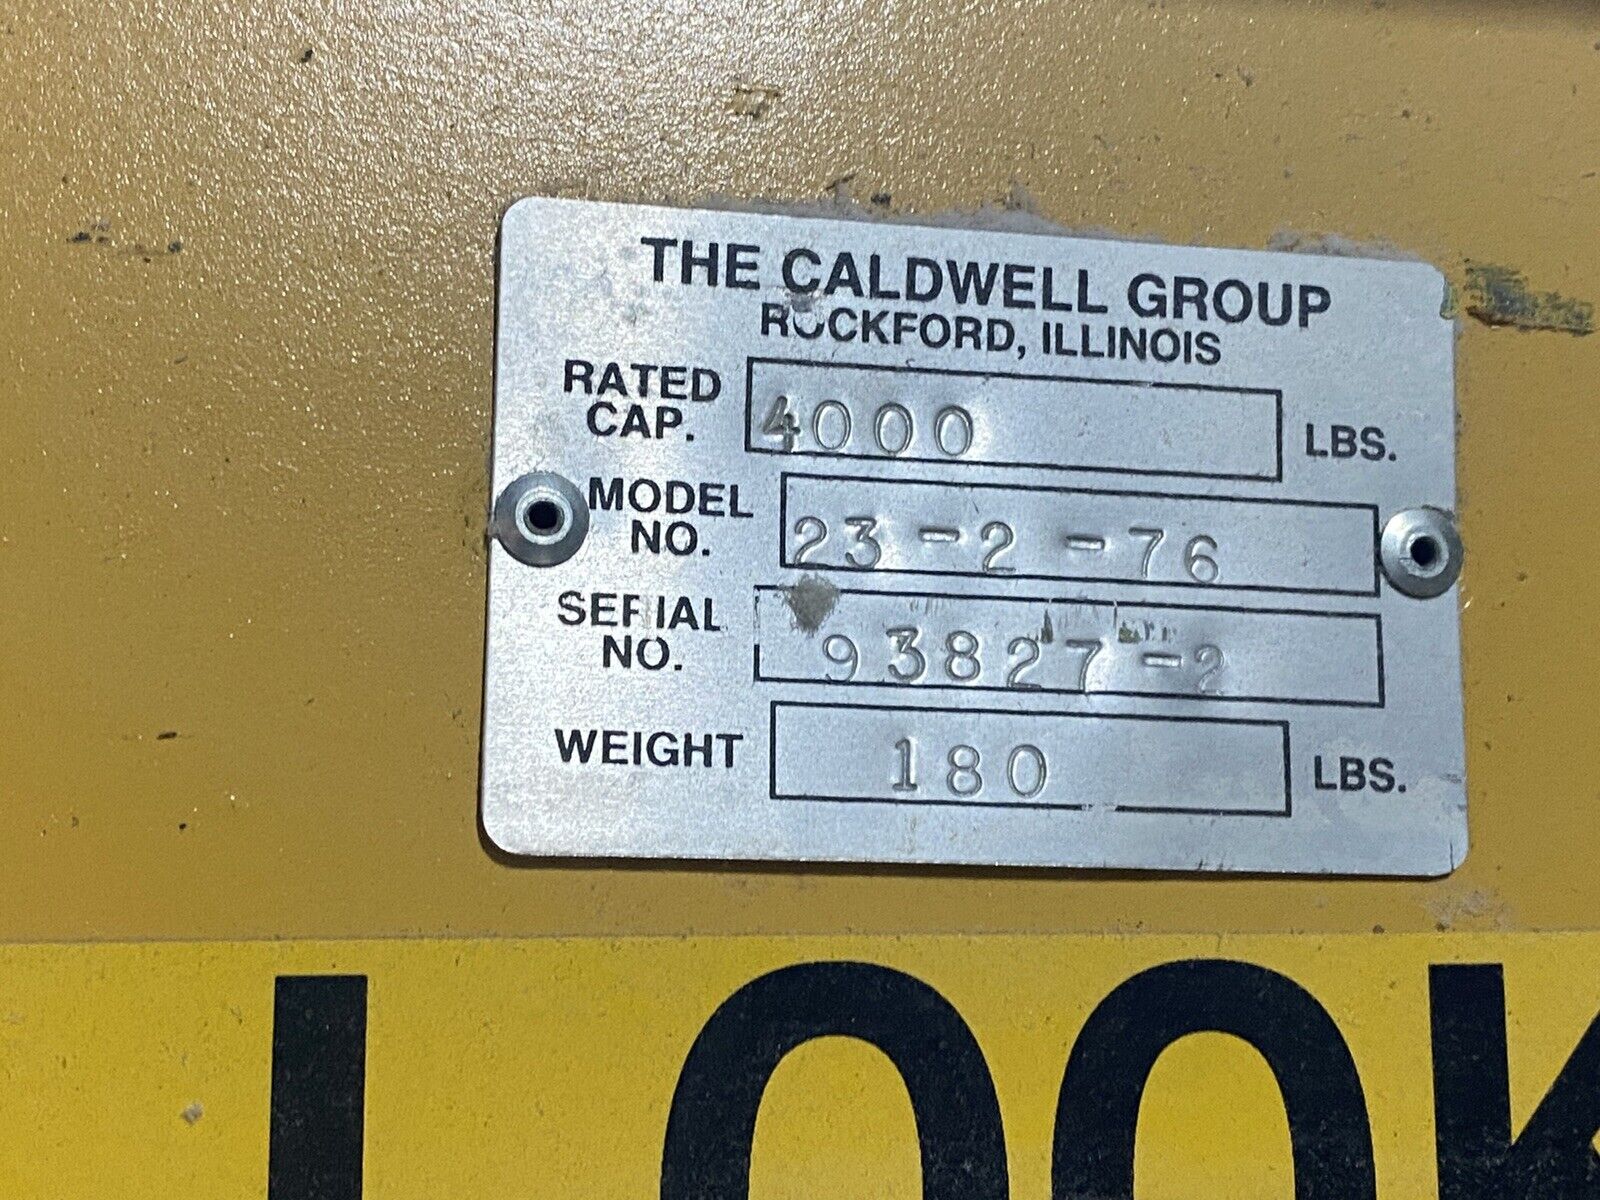 THE CALDWELL GROUP
ROCKFORD, ILLINOIS
RATED CAP. 4000 LBS.
MODEL NO. 23-2-76
SERIAL NO. 93827-2
WEIGHT 180 LBS.
LOOK